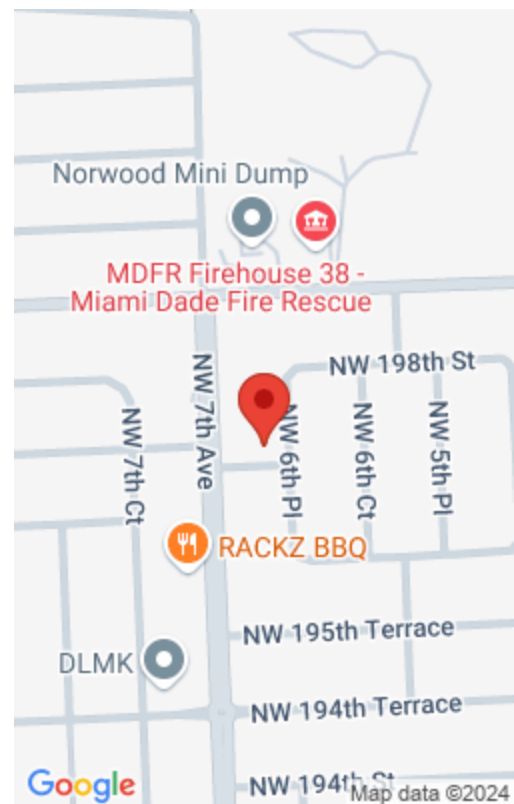 Norwood Mini Dump
MDFR Firehouse 38 -
Miami Dade Fire Rescue
NW 198th St
NW 7th Ave
NW 7th Ct
NW 6th Pl
NW 6th Ct
NW 5th Pl
RACKZ BBQ
NW 195th Terrace
DLMK
NW 194th Terrace
NW 194th St
Google
Map data ©2024